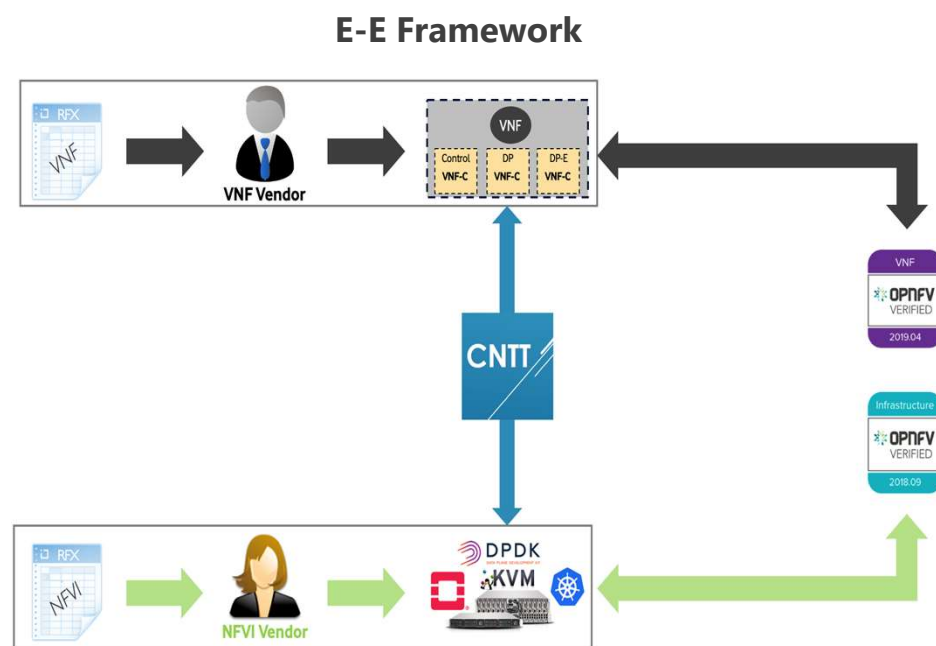 E-E Framework
RFX
VNF
VNF Vendor
VNF
Control
VNF-C
DP
VNF-C
DP-E
VNF-C
VNF
OPNFV
VERIFIED
2019.04
CNTT
Infrastructure
OPNFV
VERIFIED
2018.09
RFX
NFVI
NFVI Vendor
DPDK
KVM